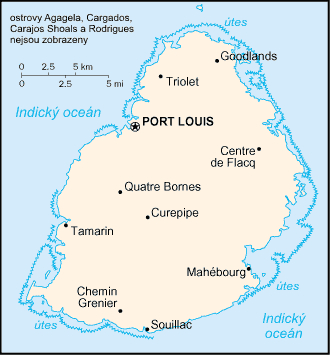 ostrovy Agagela, Cargados,
Carajos Shoals a Rodrigues
nejsou zobrazeny
0 2.5 5 km
0 2.5 5 mi
útes
Goodlands
Triolet
Indický oceán
PORT LOUIS
Centre
de Flacq
Quatre Bornes
Curepipe
Tamarin
Indický
oceán
Mahébourg
útes
Chemin
Grenier
útes
Souillac
Indický
oceán